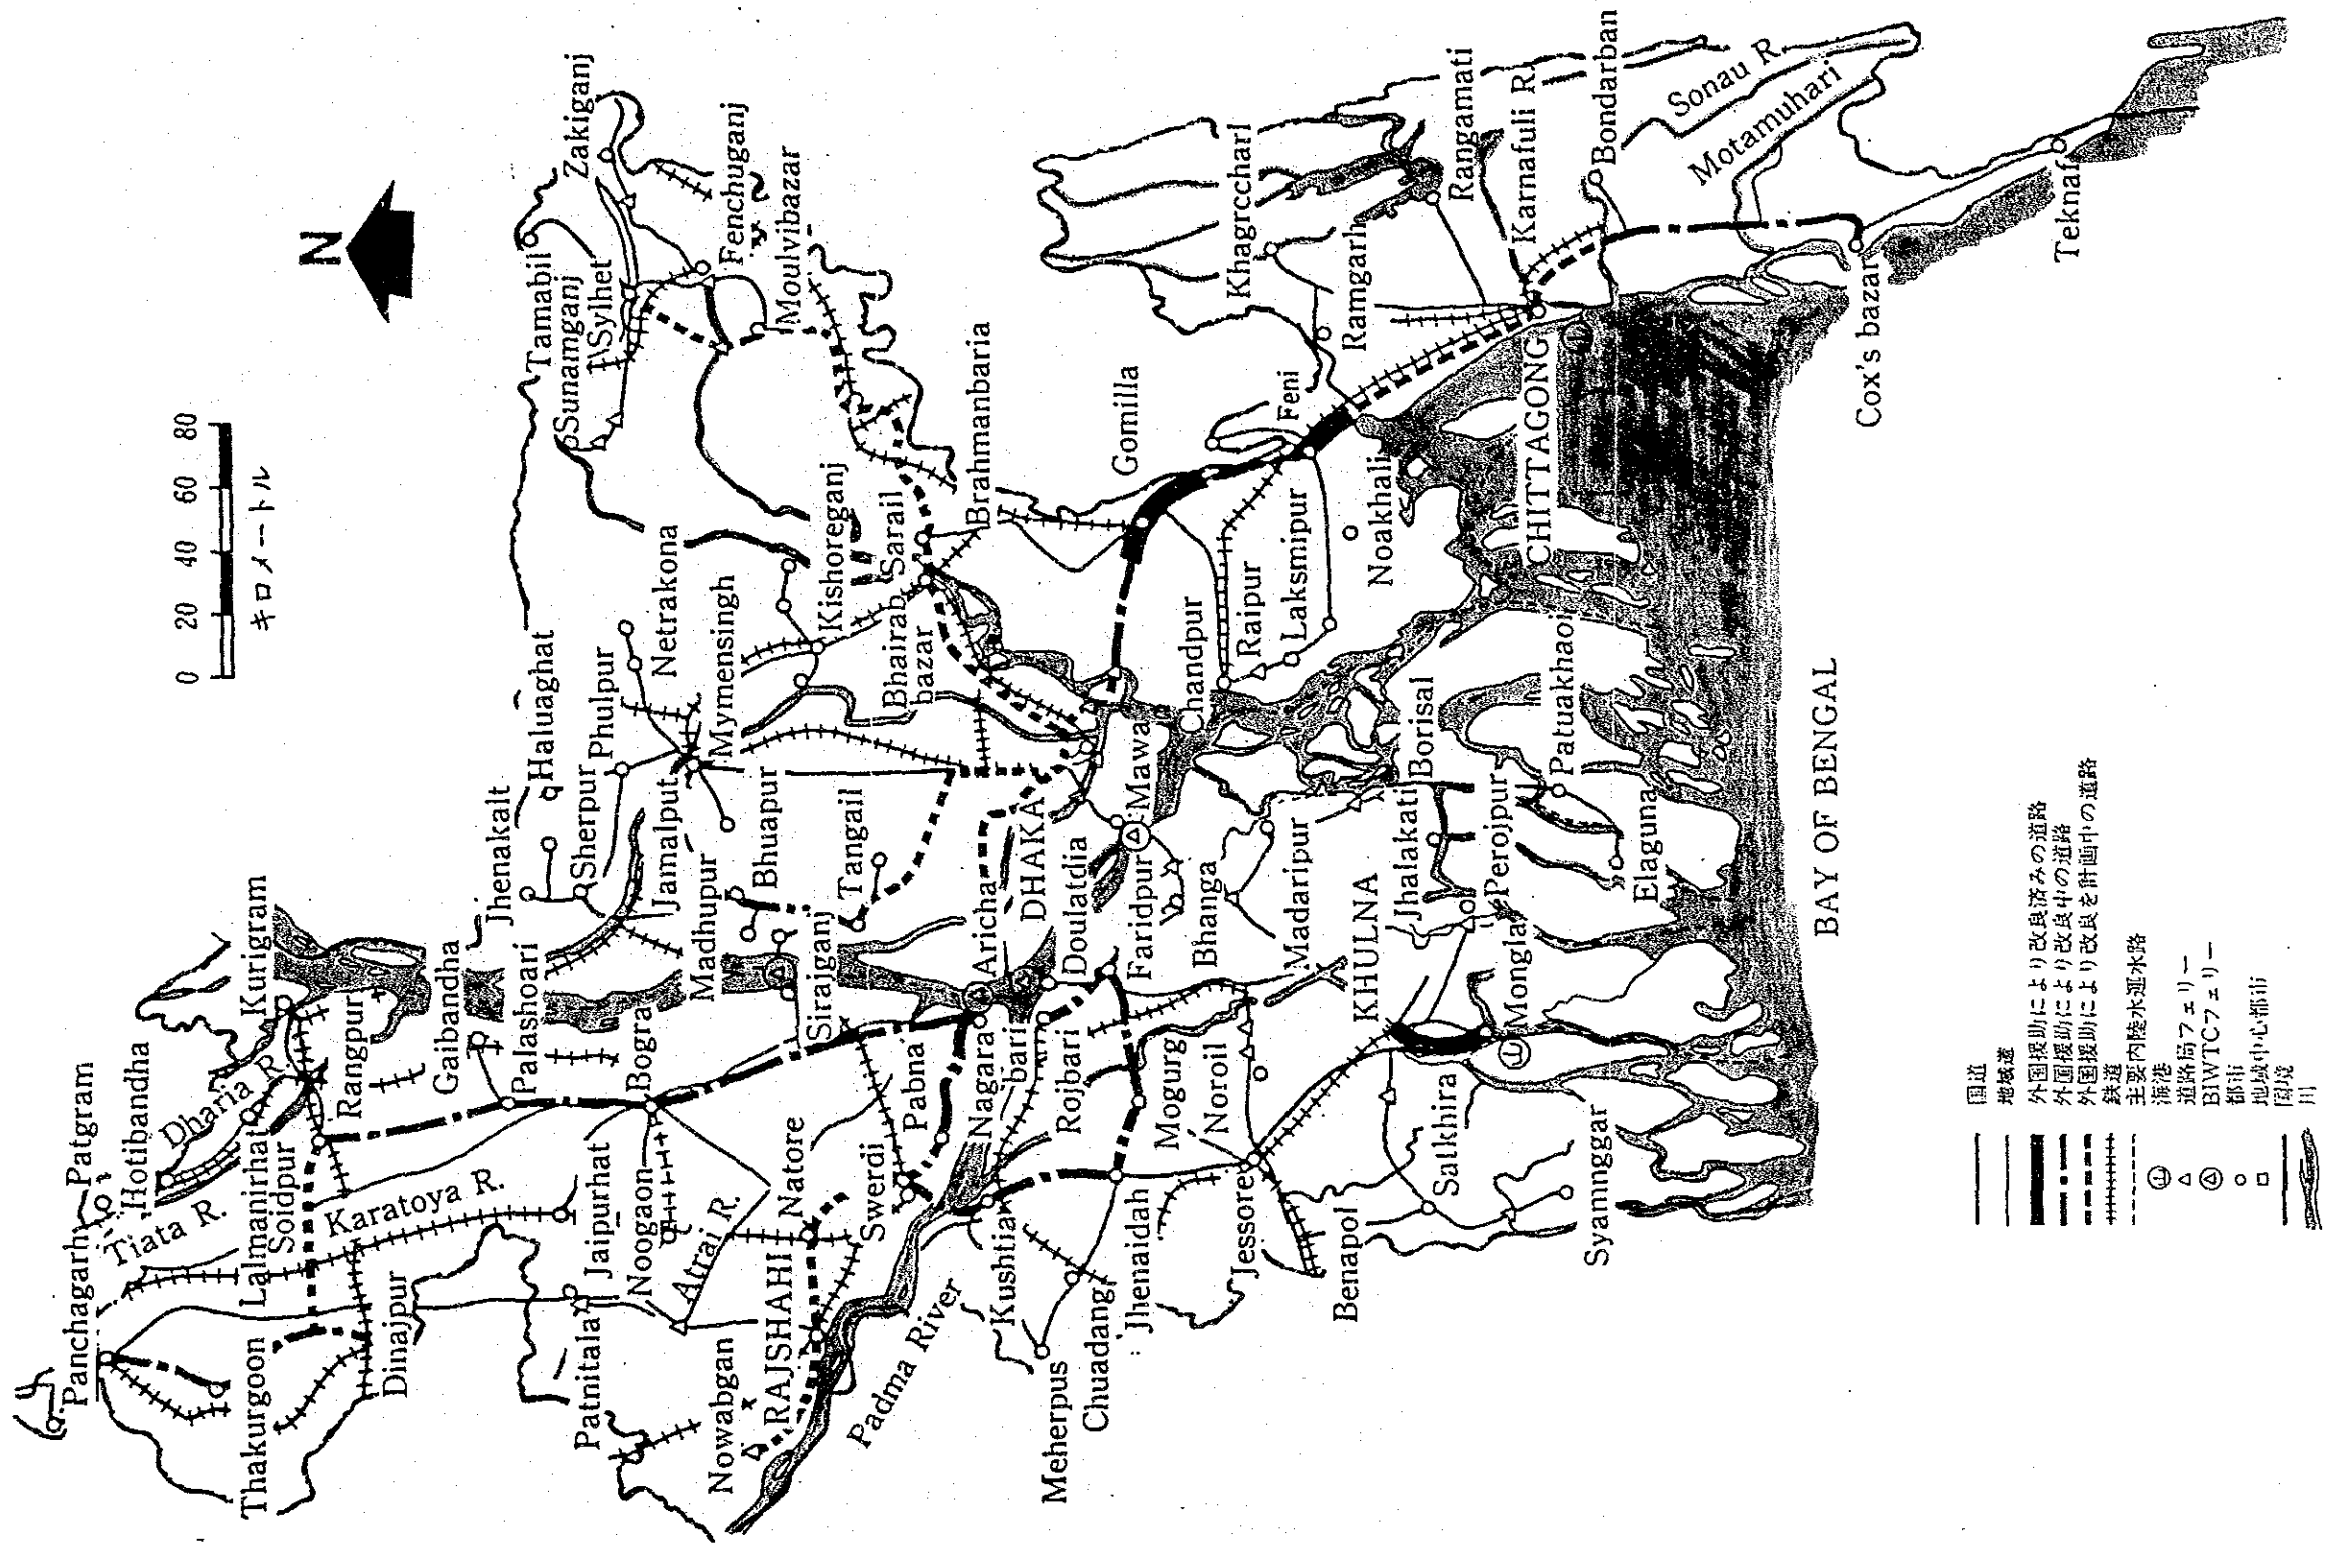 N
0 20 40 60 80
キロメートル
Panchagarh
Patgram
Hotibandha
Dharia R.
Tiata R.
Lalmanirhat
Soidpur
Kurigram
Rangpur
Thakurgoon
Dinajpur
Karatoya R.
Gaibandha
Palashoari
Jaipurhat
Noogaon
Bogra
Patnitala
Atrai R.
Nowabgan
RAJSHAHI
Natore
Sirajganj
Padma River
Swerdi
Pabna
Nagara
bari
Aricha
Jhenakalt
Haluaghat
Sherpur
Phulpur
Netrakona
Jamalput
Mymensingh
Madhupur
Bhuapur
Tangail
Kishoreganj
Bhairab
bazar
Sarail
Brahmanbaria
Tamabil
Sunamganj
Sylhet
Zakiganj
Fenchuganj
Moulvibazar
DHAKA
Doulatdia
Mawa
Faridpur
Bhanga
Madaripur
Kushtia
Rojbari
Meherpus
Chuadangi
Jhenaidah
Mogurg
Noroil
Jessore
Benapol
KHULNA
Satkhira
Syamnggar
Mongla
Jhalakati
Perojpur
Borisal
Patuakhaoi
Elaguna
Chandpur
Raipur
Laksmipur
Noakhali
Gomilla
Feni
Khagrcchari
Ramgarh
Rangamati
Karnafuli R.
CHITTAGONG
Bondarban
Sonau R.
Motamuhari
Cox's bazar
Teknaf
BAY OF BENGAL
国道
地域道
外国援助により改良済みの道路
外国援助により改良中の道路
外国援助により改良を計画中の道路
鉄道
主要内陸水運水路
海港
道路局フェリー
BIWTCフェリー
都市
地域中心都市
国境
川